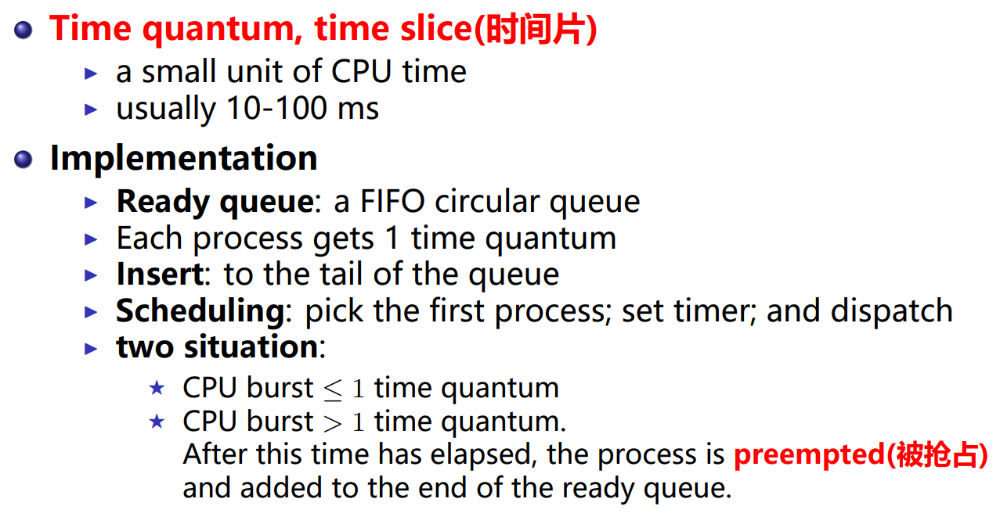 Time quantum, time slice(时间片)
a small unit of CPU time
usually 10-100 ms
Implementation
Ready queue: a FIFO circular queue
Each process gets 1 time quantum
Insert: to the tail of the queue
Scheduling: pick the first process; set timer; and dispatch
two situation:
CPU burst ≤ 1 time quantum
CPU burst > 1 time quantum.
After this time has elapsed, the process is preempted(被抢占)
and added to the end of the ready queue.